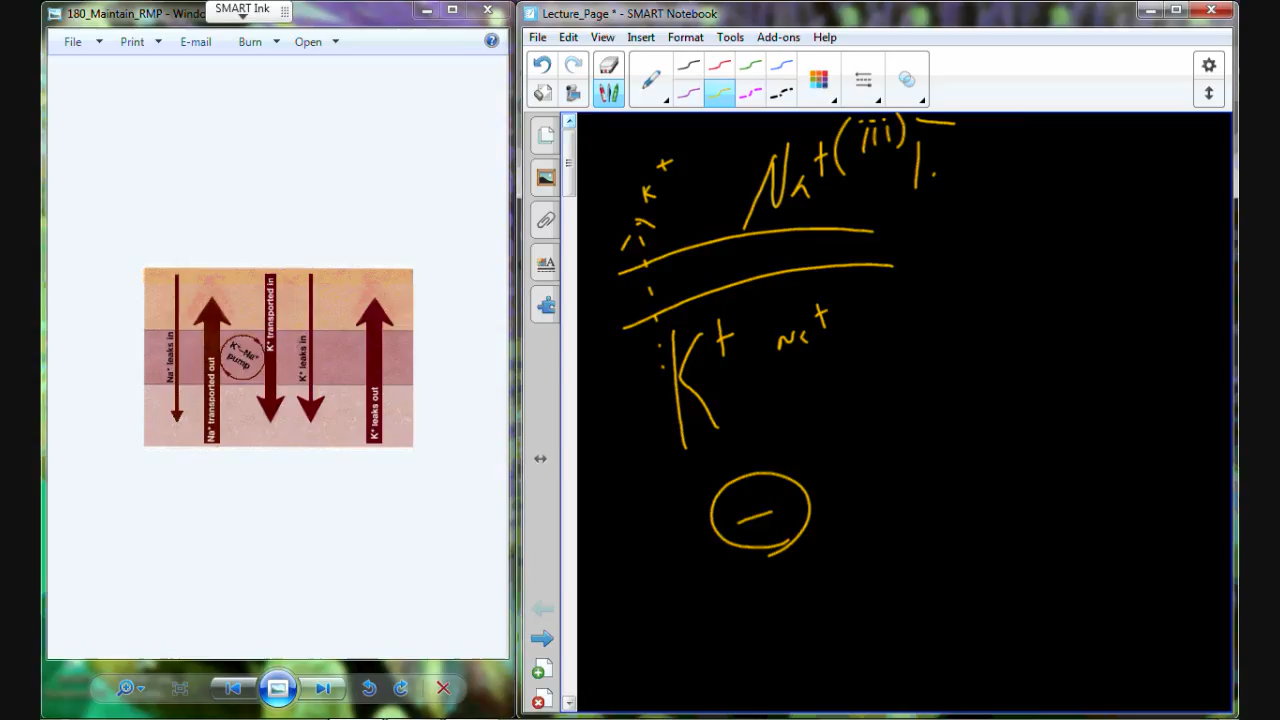 180_Maintain_RMP - Windc
SMART Ink
File Print E-mail Burn Open
Na⁺ leaks in
Na⁺ transported out
K⁺-Na⁺
pump
K⁺ transported in
K⁺ leaks in
K⁺ leaks out
Lecture_Page * - SMART Notebook
File Edit View Insert Format Tools Add-ons Help
Na⁺ (iii)
K⁺
K⁺ Na⁺
−